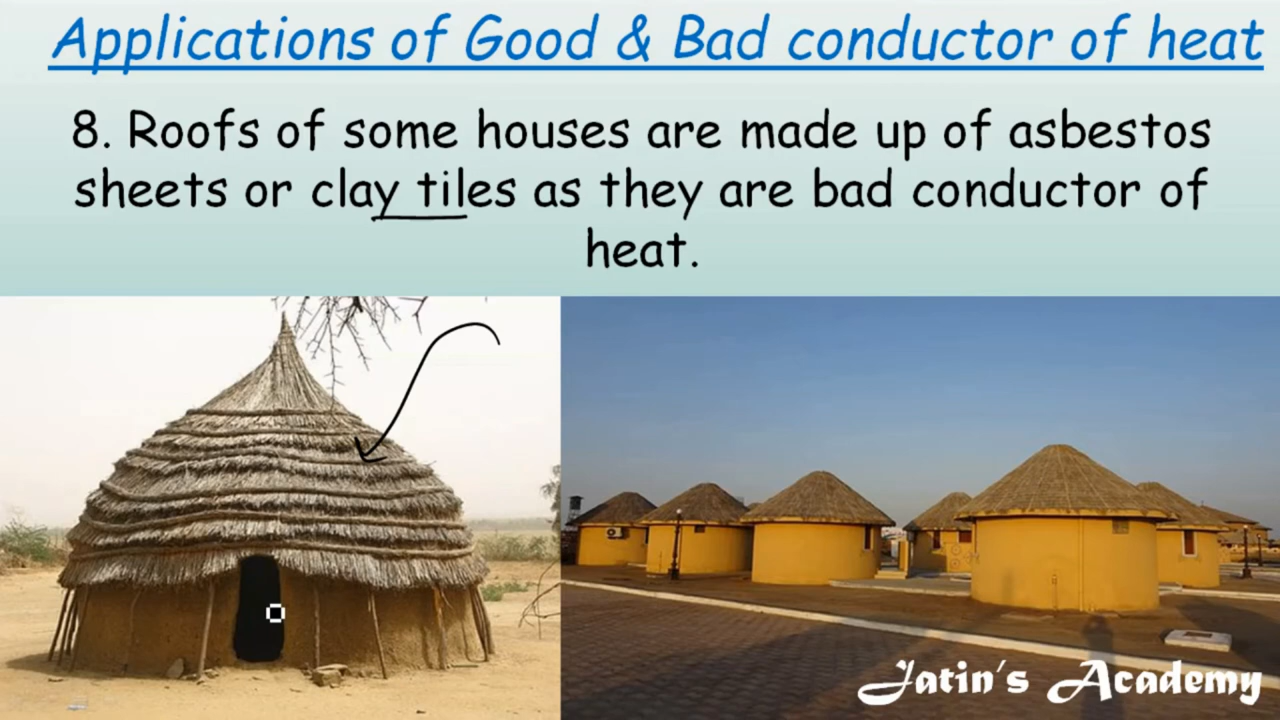 Applications of Good & Bad conductor of heat
8. Roofs of some houses are made up of asbestos
sheets or clay tiles as they are bad conductor of
heat.
Jatin's Academy